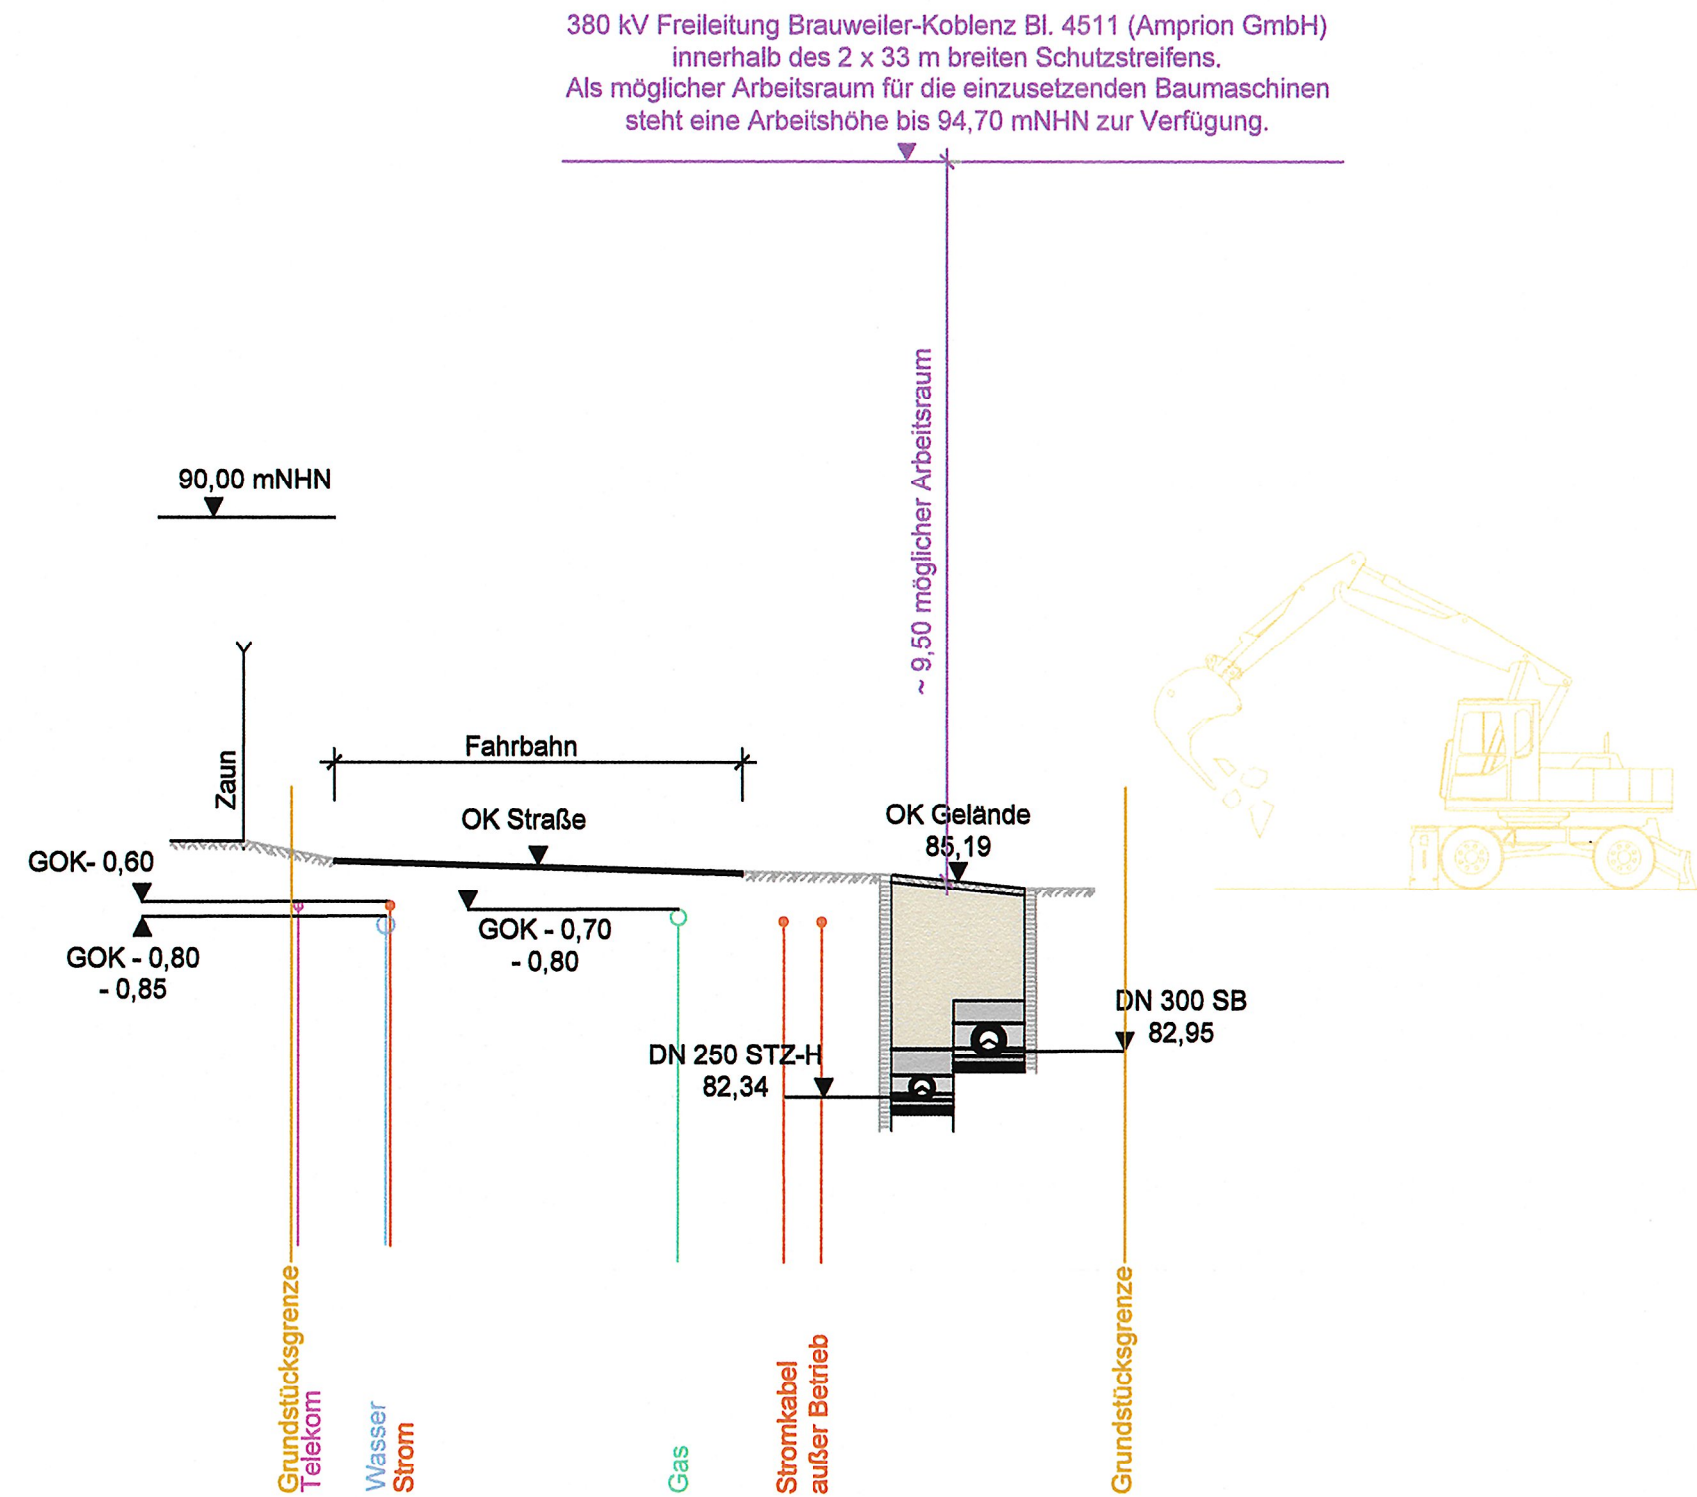 380 kV Freileitung Brauweiler-Koblenz Bl. 4511 (Amprion GmbH)
innerhalb des 2 x 33 m breiten Schutzstreifens.
Als möglicher Arbeitsraum für die einzusetzenden Baumaschinen
steht eine Arbeitshöhe bis 94,70 mNHN zur Verfügung.
~ 9,50 möglicher Arbeitsraum
90,00 mNHN
Zaun
Fahrbahn
OK Straße
OK Gelände
85,19
GOK- 0,60
GOK - 0,80
- 0,85
GOK - 0,70
- 0,80
DN 300 SB
82,95
DN 250 STZ-H
82,34
Grundstücksgrenze
Telekom
Wasser
Strom
Gas
Stromkabel
außer Betrieb
Grundstücksgrenze